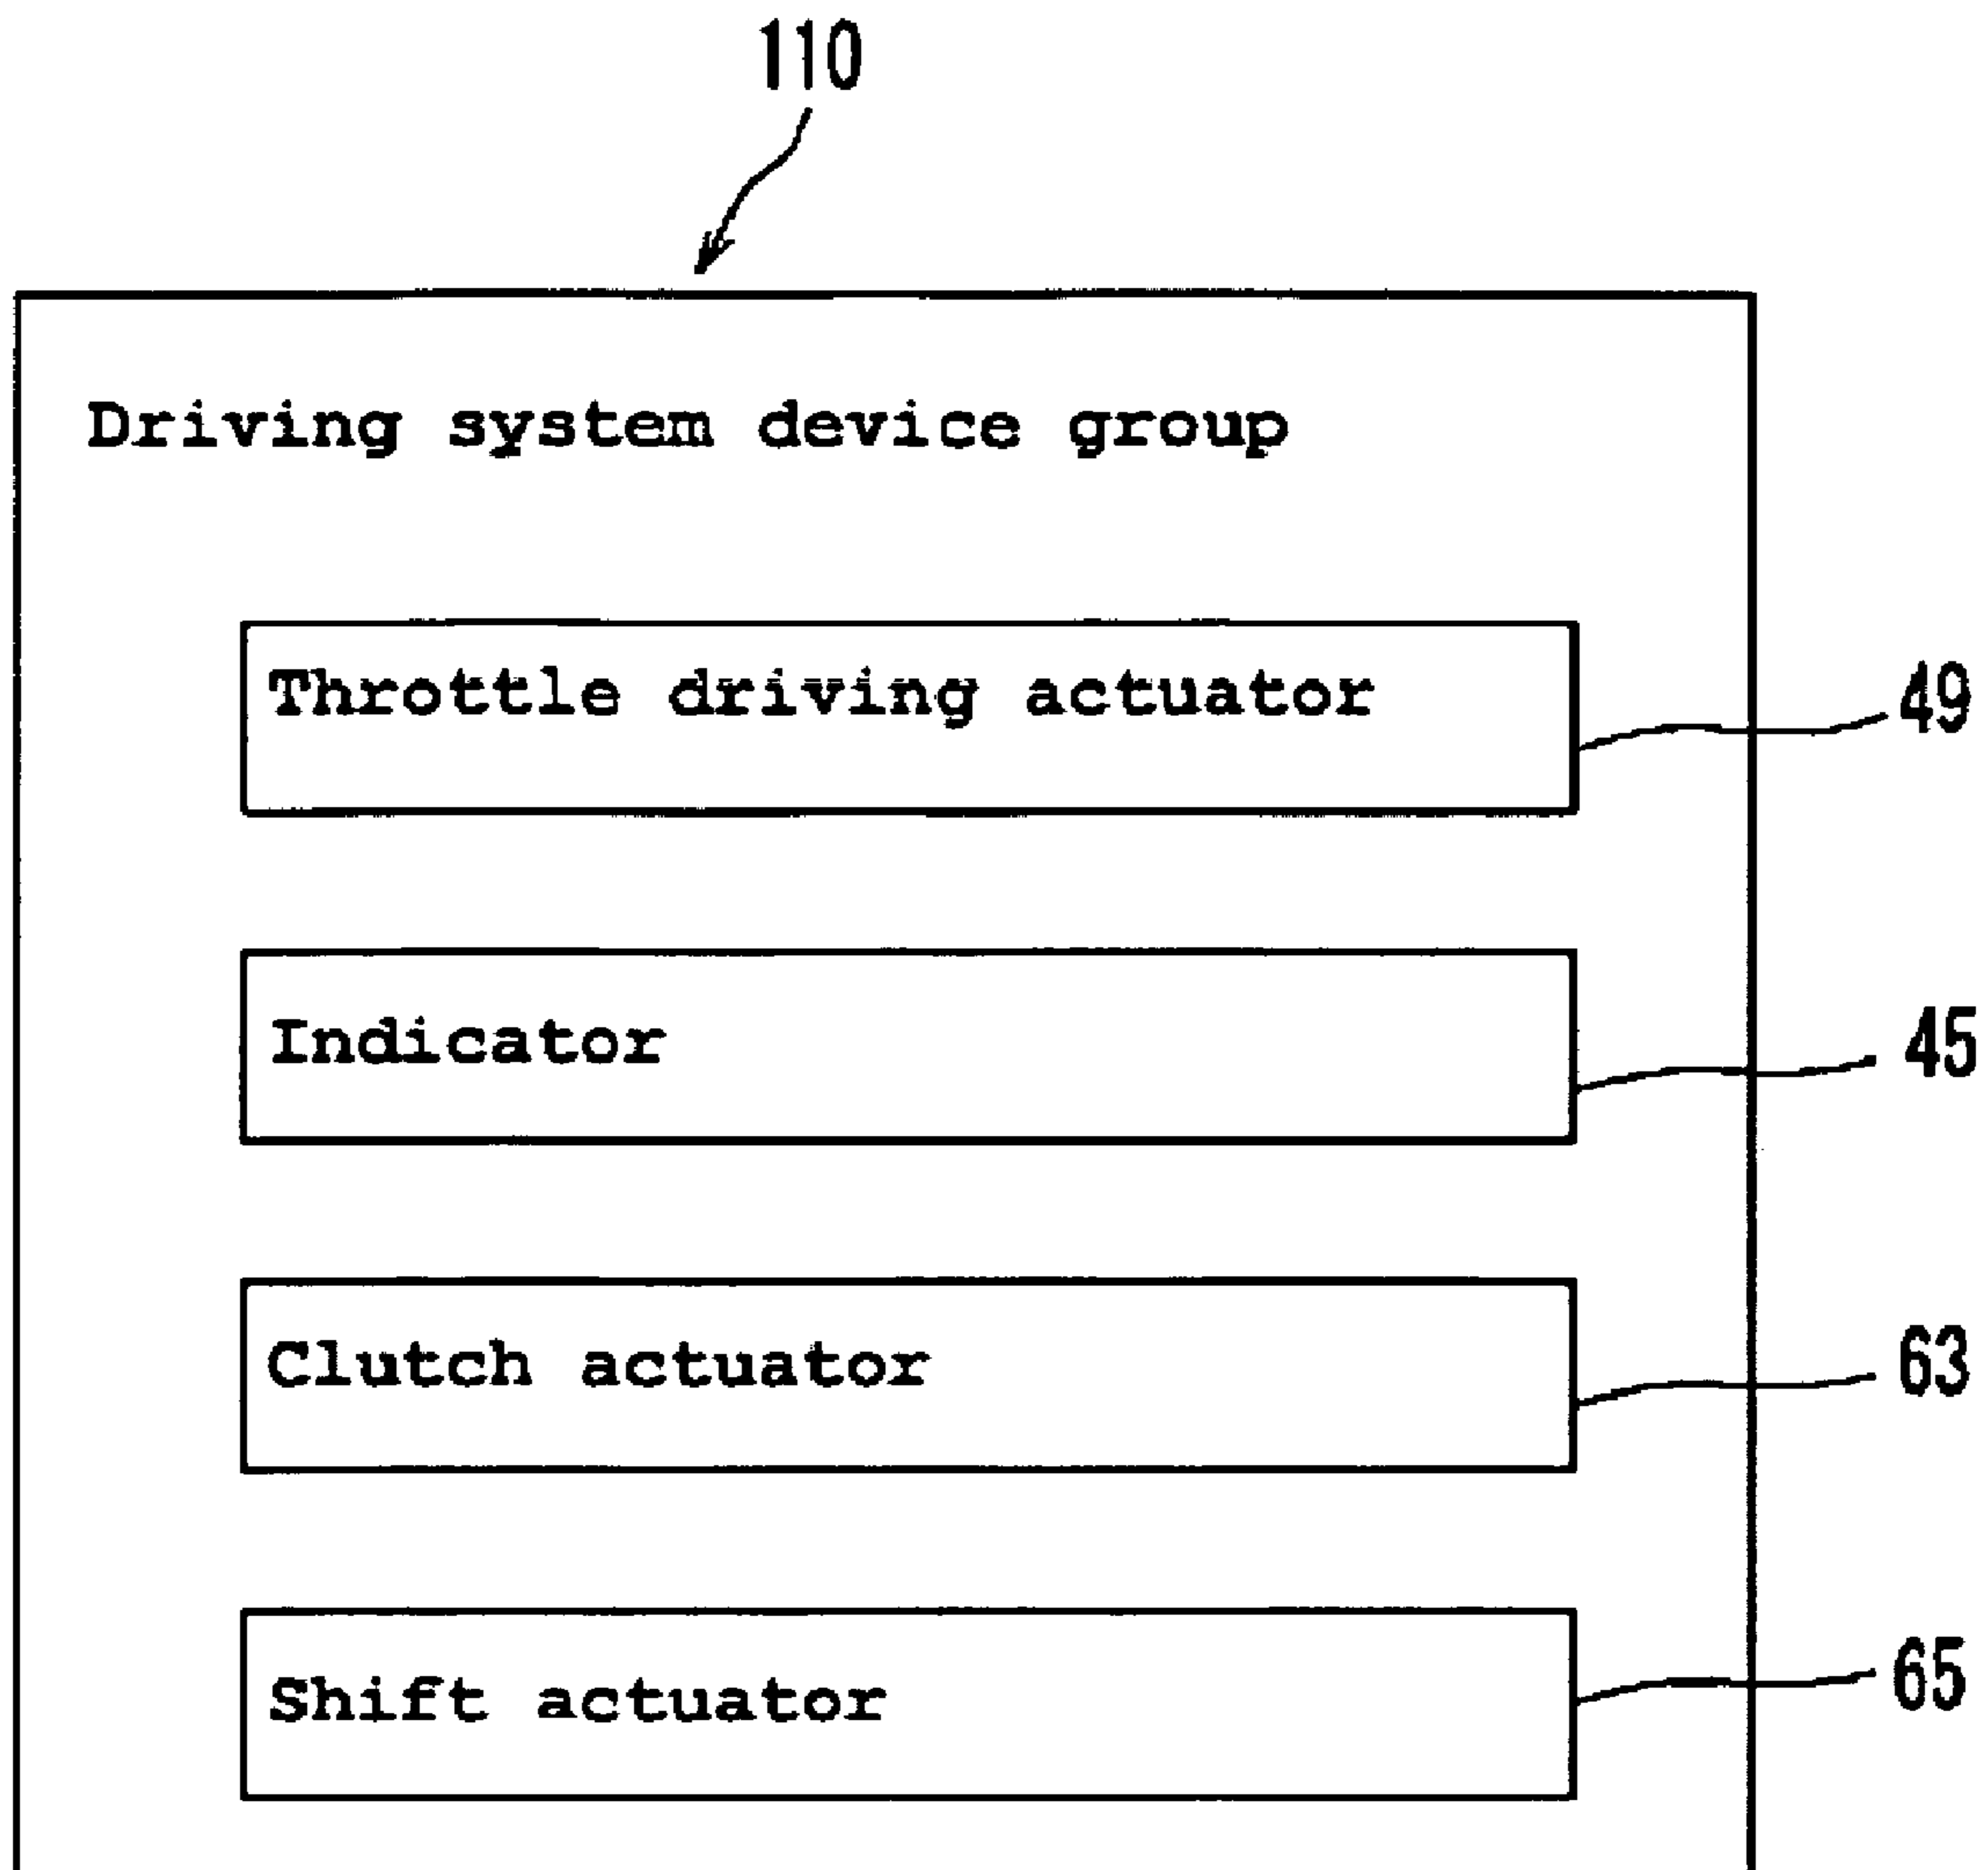 110
Driving system device group
Throttle driving actuator
49
Indicator
45
Clutch actuator
63
Shift actuator
65